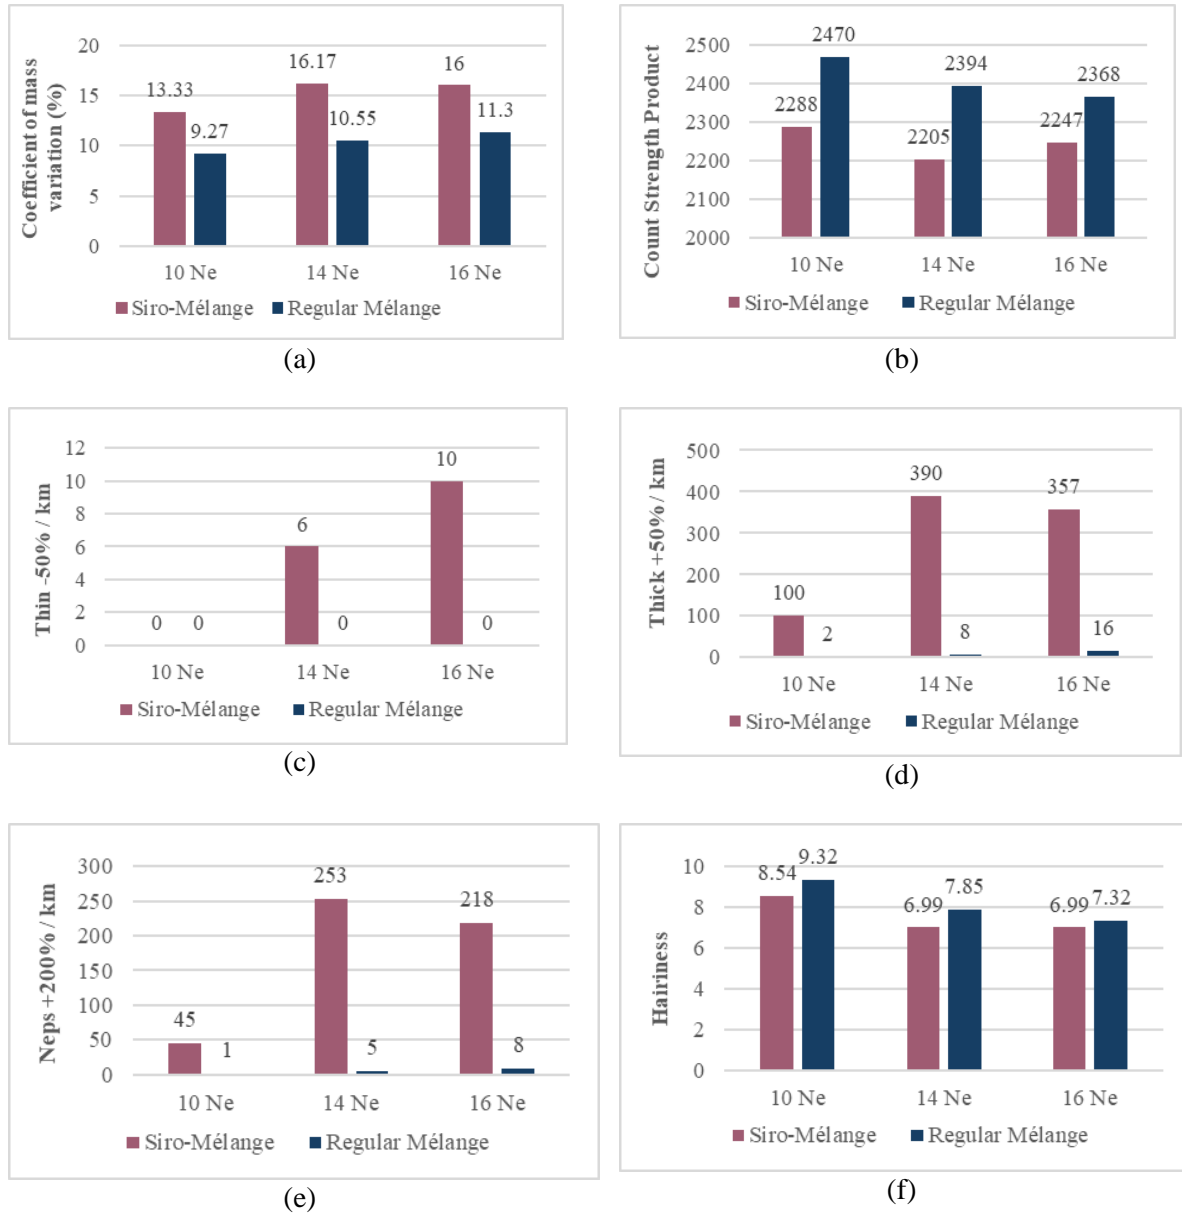 Coefficient of mass
variation (%)
20
15
10
5
0
13.33
9.27
16.17
10.55
16
11.3
10 Ne 14 Ne 16 Ne
Siro-Mélange Regular Mélange
(a)
Count Strength Product
2500
2400
2300
2200
2100
2000
2288
2470
2205
2394
2247
2368
10 Ne 14 Ne 16 Ne
Siro-Mélange Regular Mélange
(b)
Thin -50% / km
12
10
8
6
4
2
0
0 0
6
0
10
0
10 Ne 14 Ne 16 Ne
Siro-Mélange Regular Mélange
(c)
Thick +50% / km
500
400
300
200
100
0
100
2
390
8
357
16
10 Ne 14 Ne 16 Ne
Siro-Mélange Regular Mélange
(d)
Neps +200% / km
300
250
200
150
100
50
0
45
1
253
5
218
8
10 Ne 14 Ne 16 Ne
Siro-Mélange Regular Mélange
(e)
Hairiness
10
8
6
4
2
0
8.54
9.32
6.99
7.85
6.99
7.32
10 Ne 14 Ne 16 Ne
Siro-Mélange Regular Mélange
(f)